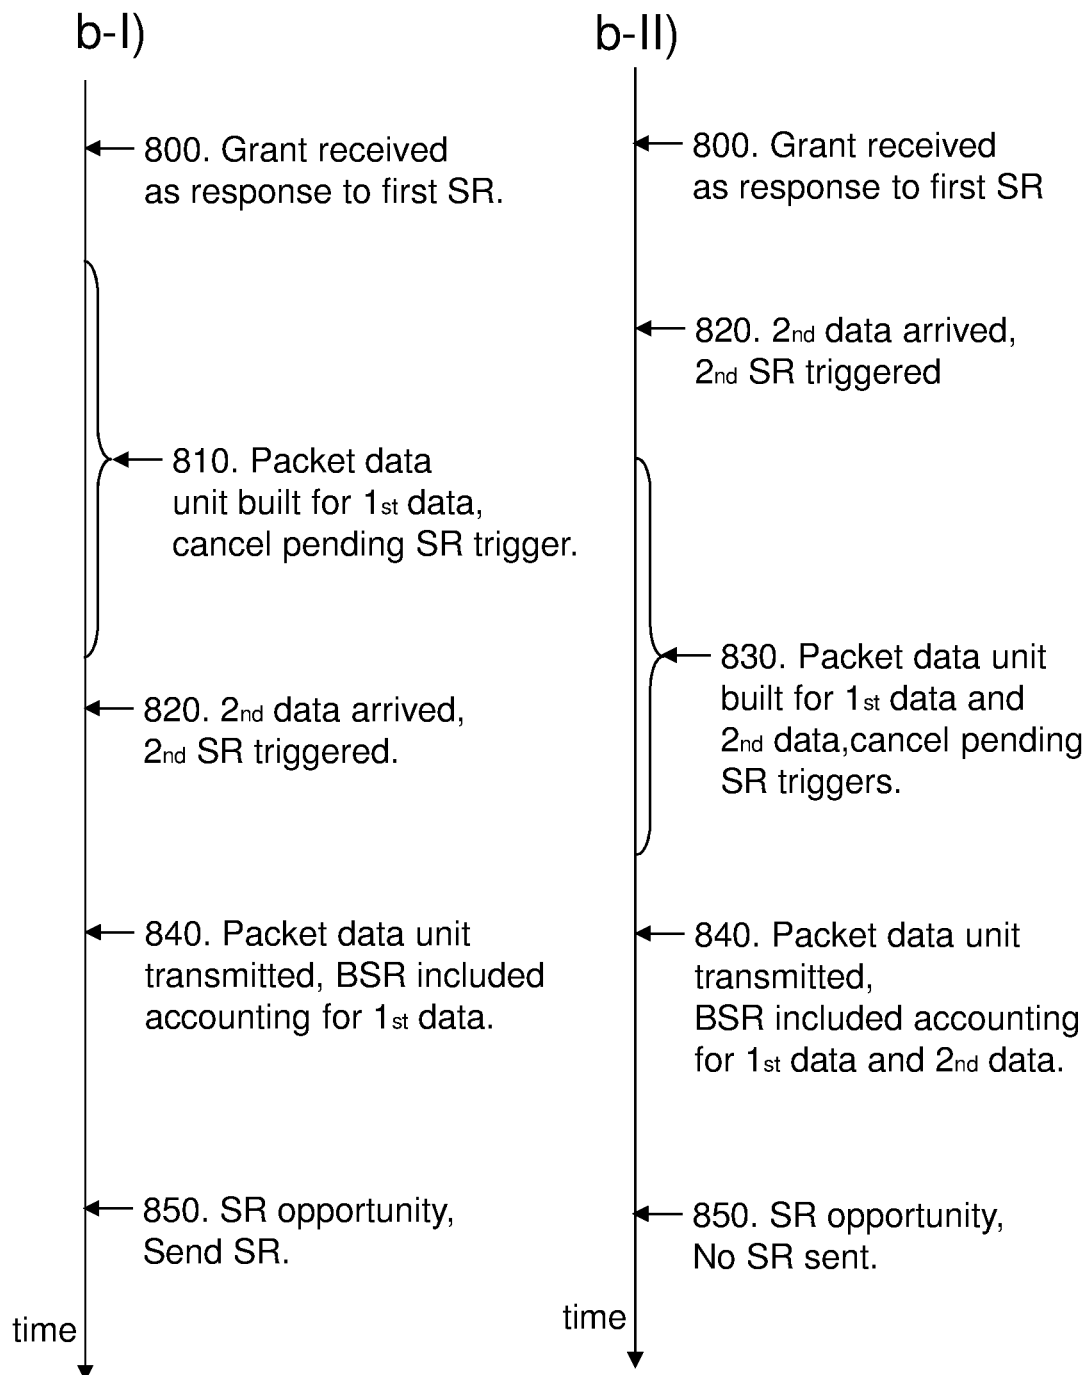 b-I)
800. Grant received
as response to first SR.
810. Packet data
unit built for 1st data,
cancel pending SR trigger.
820. 2nd data arrived,
2nd SR triggered.
840. Packet data unit
transmitted, BSR included
accounting for 1st data.
850. SR opportunity,
Send SR.
time
b-II)
800. Grant received
as response to first SR
820. 2nd data arrived,
2nd SR triggered
830. Packet data unit
built for 1st data and
2nd data,cancel pending
SR triggers.
840. Packet data unit
transmitted,
BSR included accounting
for 1st data and 2nd data.
850. SR opportunity,
No SR sent.
time